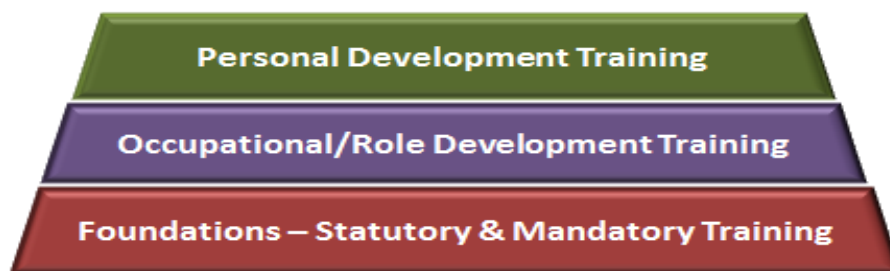 Personal Development Training
Occupational/Role Development Training
Foundations – Statutory & Mandatory Training